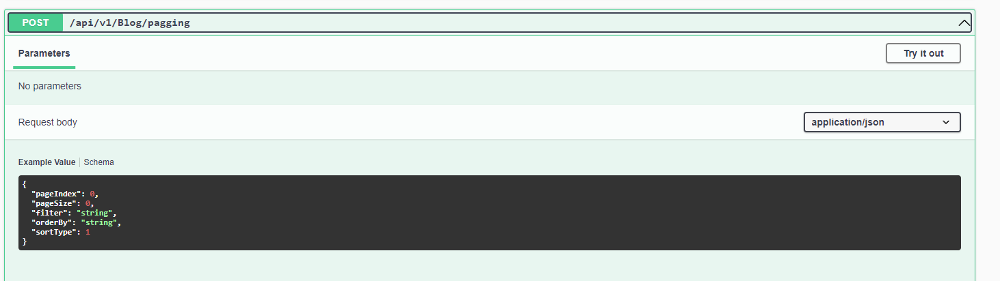 POST /api/v1/Blog/pagging
Parameters Try it out
No parameters
Request body application/json
Example Value Schema
{
"pageIndex": 0,
"pageSize": 0,
"filter": "string",
"orderBy": "string",
"sortType": 1
}